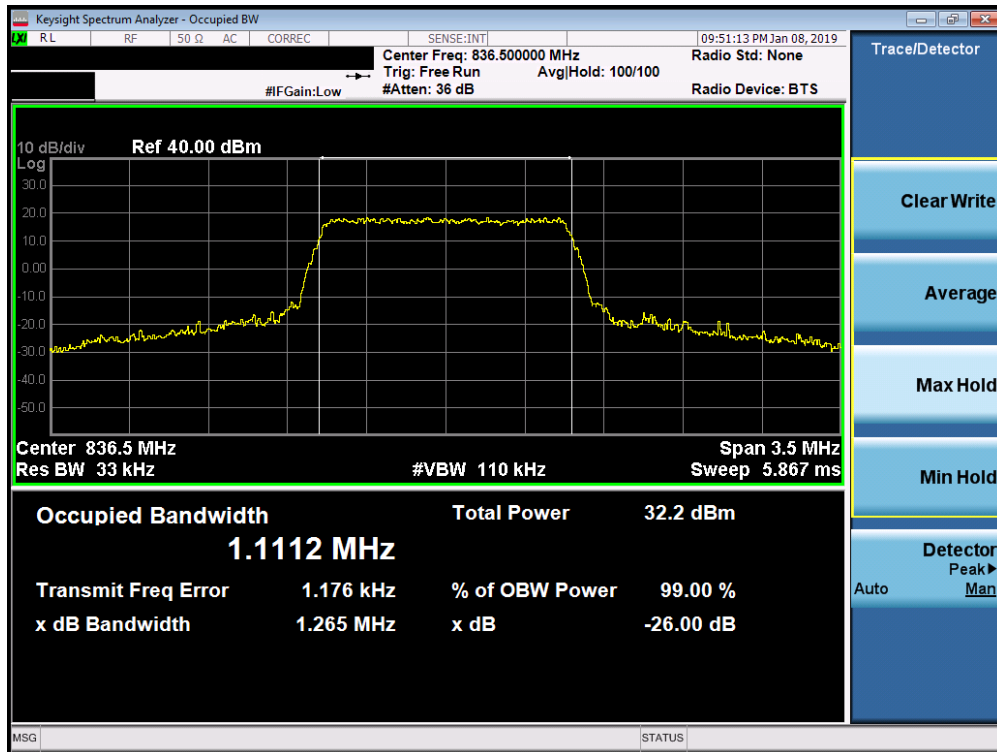 Keysight Spectrum Analyzer - Occupied BW
LXI RL RF 50 Ω AC CORREC SENSE:INT 09:51:13 PM Jan 08, 2019
Center Freq: 836.500000 MHz Radio Std: None
Trig: Free Run Avg|Hold: 100/100
#IFGain:Low #Atten: 36 dB Radio Device: BTS
10 dB/div Ref 40.00 dBm
Log
30.0
20.0
10.0
0.00
-10.0
-20.0
-30.0
-40.0
-50.0
Center 836.5 MHz Span 3.5 MHz
Res BW 33 kHz #VBW 110 kHz Sweep 5.867 ms
Occupied Bandwidth Total Power 32.2 dBm
1.1112 MHz
Transmit Freq Error 1.176 kHz % of OBW Power 99.00 %
x dB Bandwidth 1.265 MHz x dB -26.00 dB
Trace/Detector
Clear Write
Average
Max Hold
Min Hold
Detector
Peak▶
Auto Man
MSG STATUS